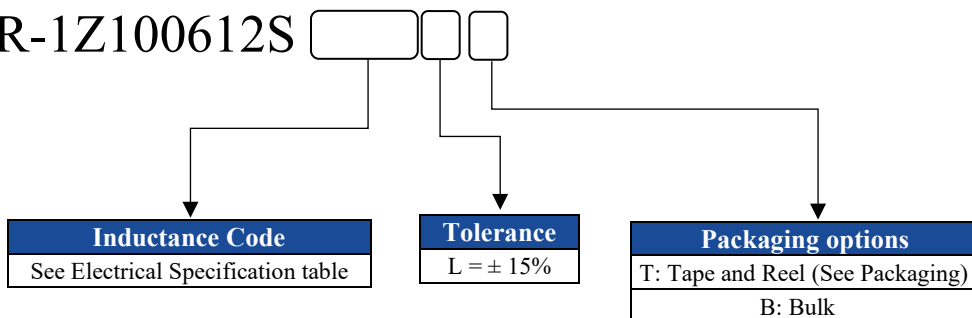 R-1Z100612S
Inductance Code
See Electrical Specification table
Tolerance
L = ± 15%
Packaging options
T: Tape and Reel (See Packaging)
B: Bulk